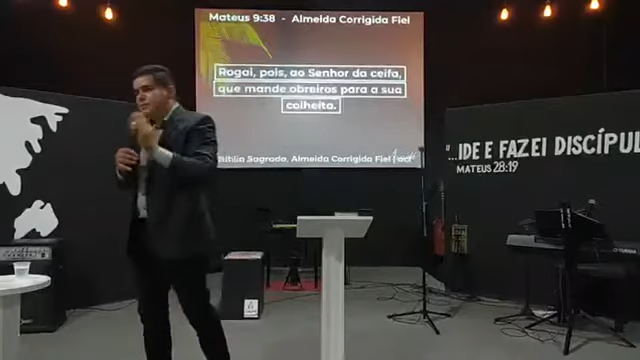 Mateus 9:38 - Almeida Corrigida Fiel
Rogai, pois, ao Senhor da ceifa,
que mande obreiros para a sua
colheita.
Bíblia Sagrada, Almeida Corrigida Fiel
"...IDE E FAZEI DISCÍPUL
MATEUS 28:19
YAMAHA